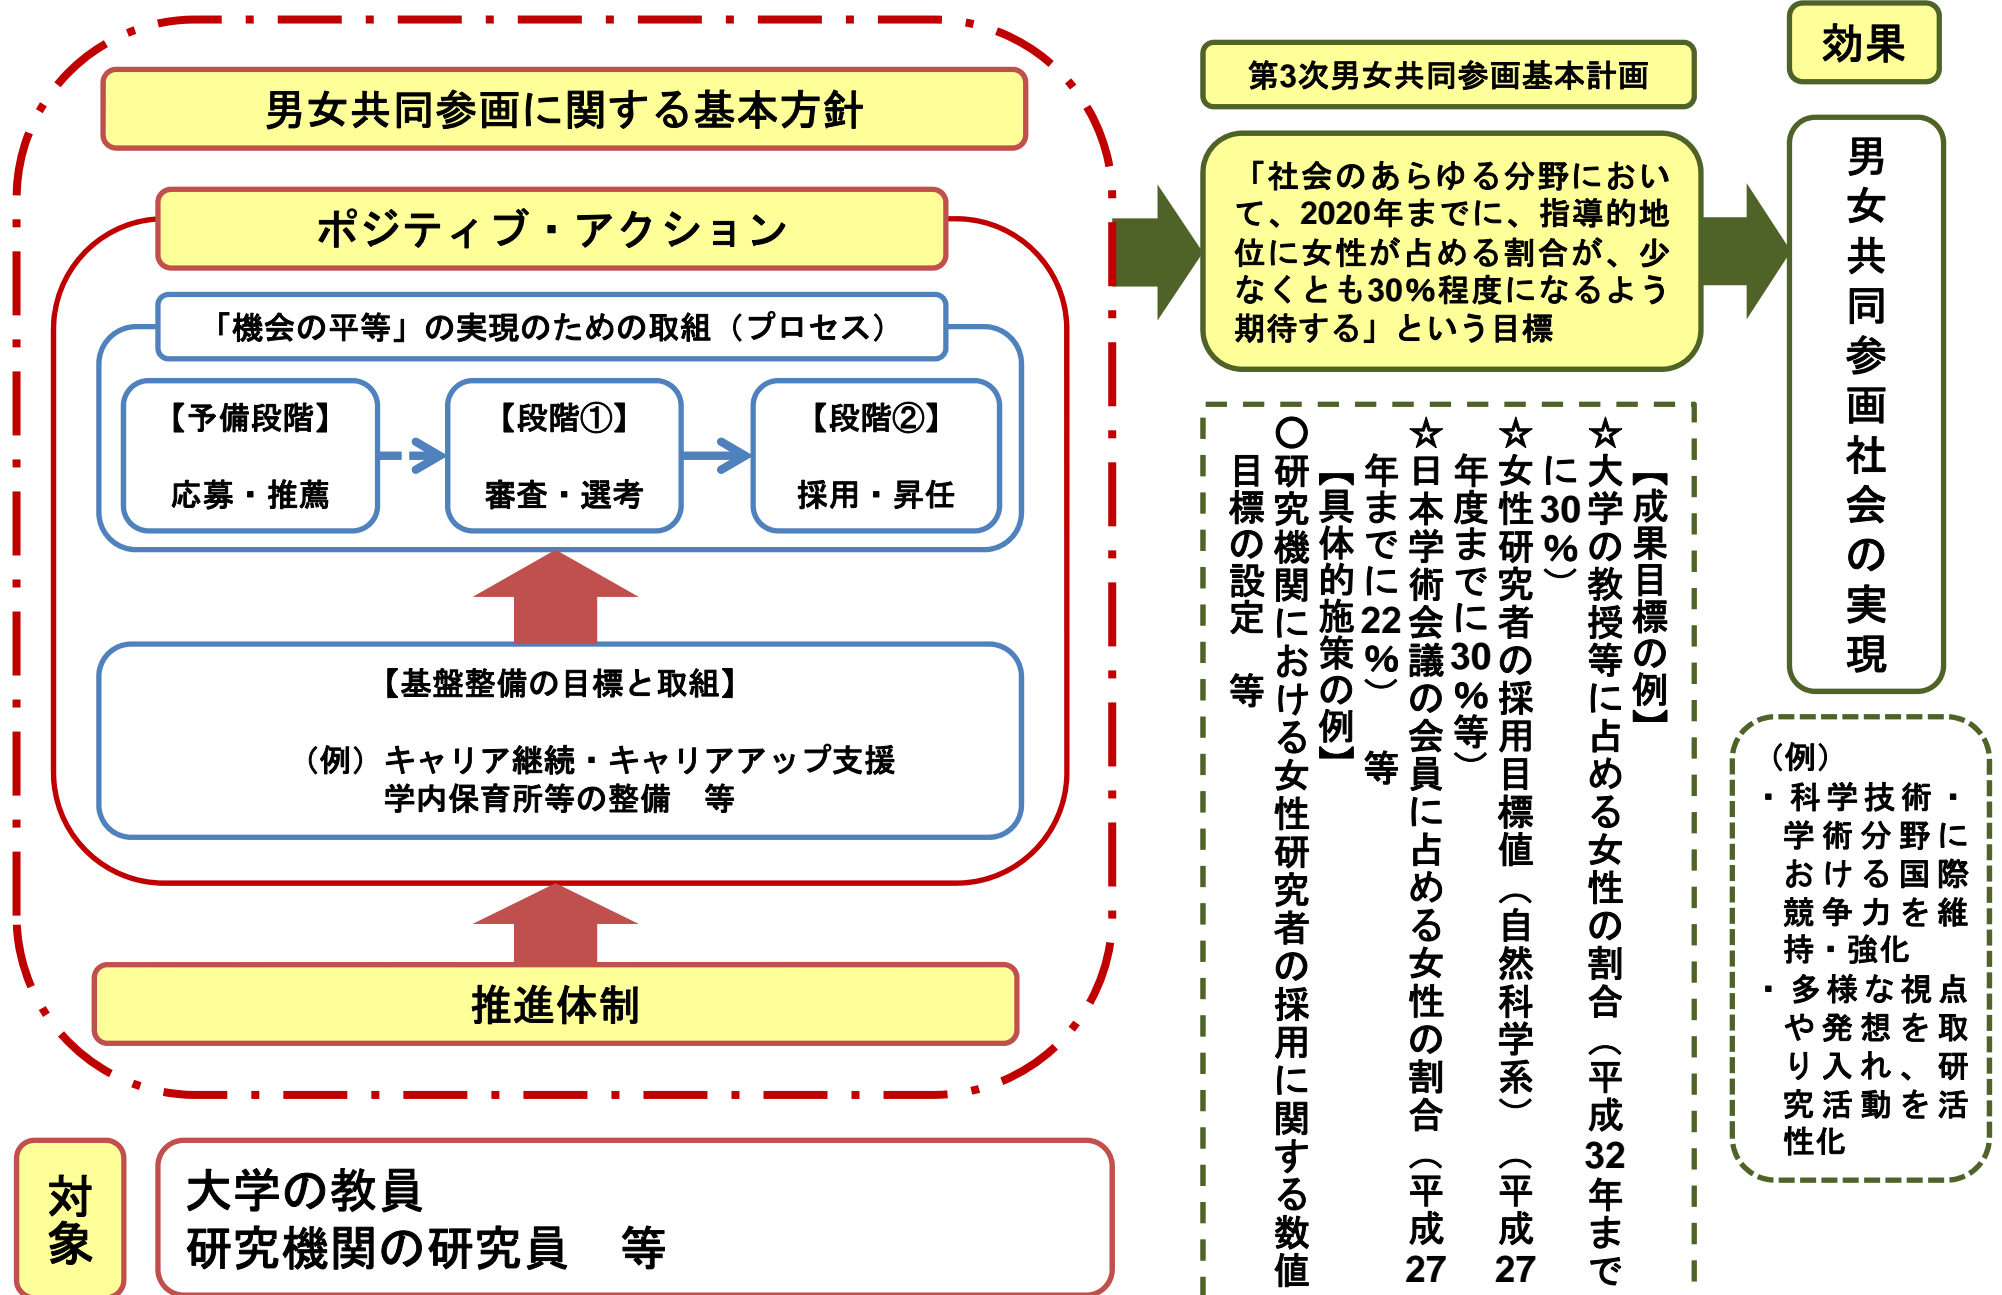 男女共同参画に関する基本方針
ポジティブ・アクション
「機会の平等」の実現のための取組（プロセス）
【予備段階】
応募・推薦
【段階①】
審査・選考
【段階②】
採用・昇任
【基盤整備の目標と取組】
（例）キャリア継続・キャリアアップ支援
学内保育所等の整備　等
推進体制
対象
大学の教員
研究機関の研究員　等
第3次男女共同参画基本計画
「社会のあらゆる分野におい
て、2020年までに、指導的地
位に女性が占める割合が、少
なくとも30%程度になるよう
期待する」という目標
【成果目標の例】
☆大学の教授等に占める女性の割合（平成32年まで
に30%）
☆女性研究者の採用目標値（自然科学系）（平成27
年度までに30%等）
☆日本学術会議の会員に占める女性の割合（平成27
年までに22%）　等
【具体的施策の例】
〇研究機関における女性研究者の採用に関する数値
目標の設定　等
効果
男女共同参画社会の実現
（例）
・科学技術・
学術分野に
おける国際
競争力を維
持・強化
・多様な視点
や発想を取
り入れ、研
究活動を活
性化